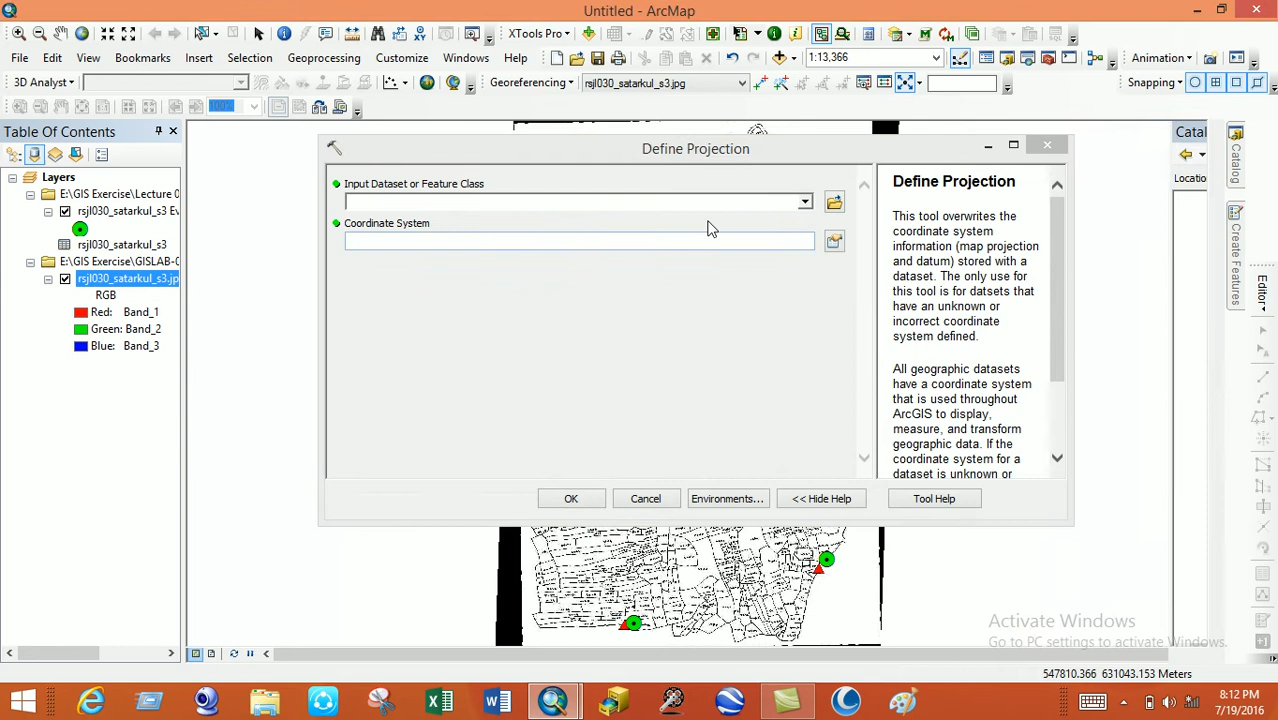 Untitled - ArcMap
XTools Pro
File Edit View Bookmarks Insert Selection Geoprocessing Customize Windows Help
1:13,366
Animation
3D Analyst
Georeferencing
rsjl030_satarkul_s3.jpg
Snapping
100%
Table Of Contents
Layers
E:\GIS Exercise\Lecture 0
rsjl030_satarkul_s3 Ev
rsjl030_satarkul_s3
E:\GIS Exercise\GISLAB-0
rsjl030_satarkul_s3.jp
RGB
Red: Band_1
Green: Band_2
Blue: Band_3
Define Projection
Input Dataset or Feature Class
Coordinate System
OK
Cancel
Environments...
<< Hide Help
Tool Help
Define Projection
This tool overwrites the
coordinate system
information (map projection
and datum) stored with a
dataset. The only use for
this tool is for datsets that
have an unknown or
incorrect coordinate
system defined.
All geographic datasets
have a coordinate system
that is used throughout
ArcGIS to display,
measure, and transform
geographic data. If the
coordinate system for a
dataset is unknown or
Catal
Location
Catalog
Create Features
Editor
Activate Windows
Go to PC settings to activate Windows.
547810.366 631043.153 Meters
8:12 PM
7/19/2016